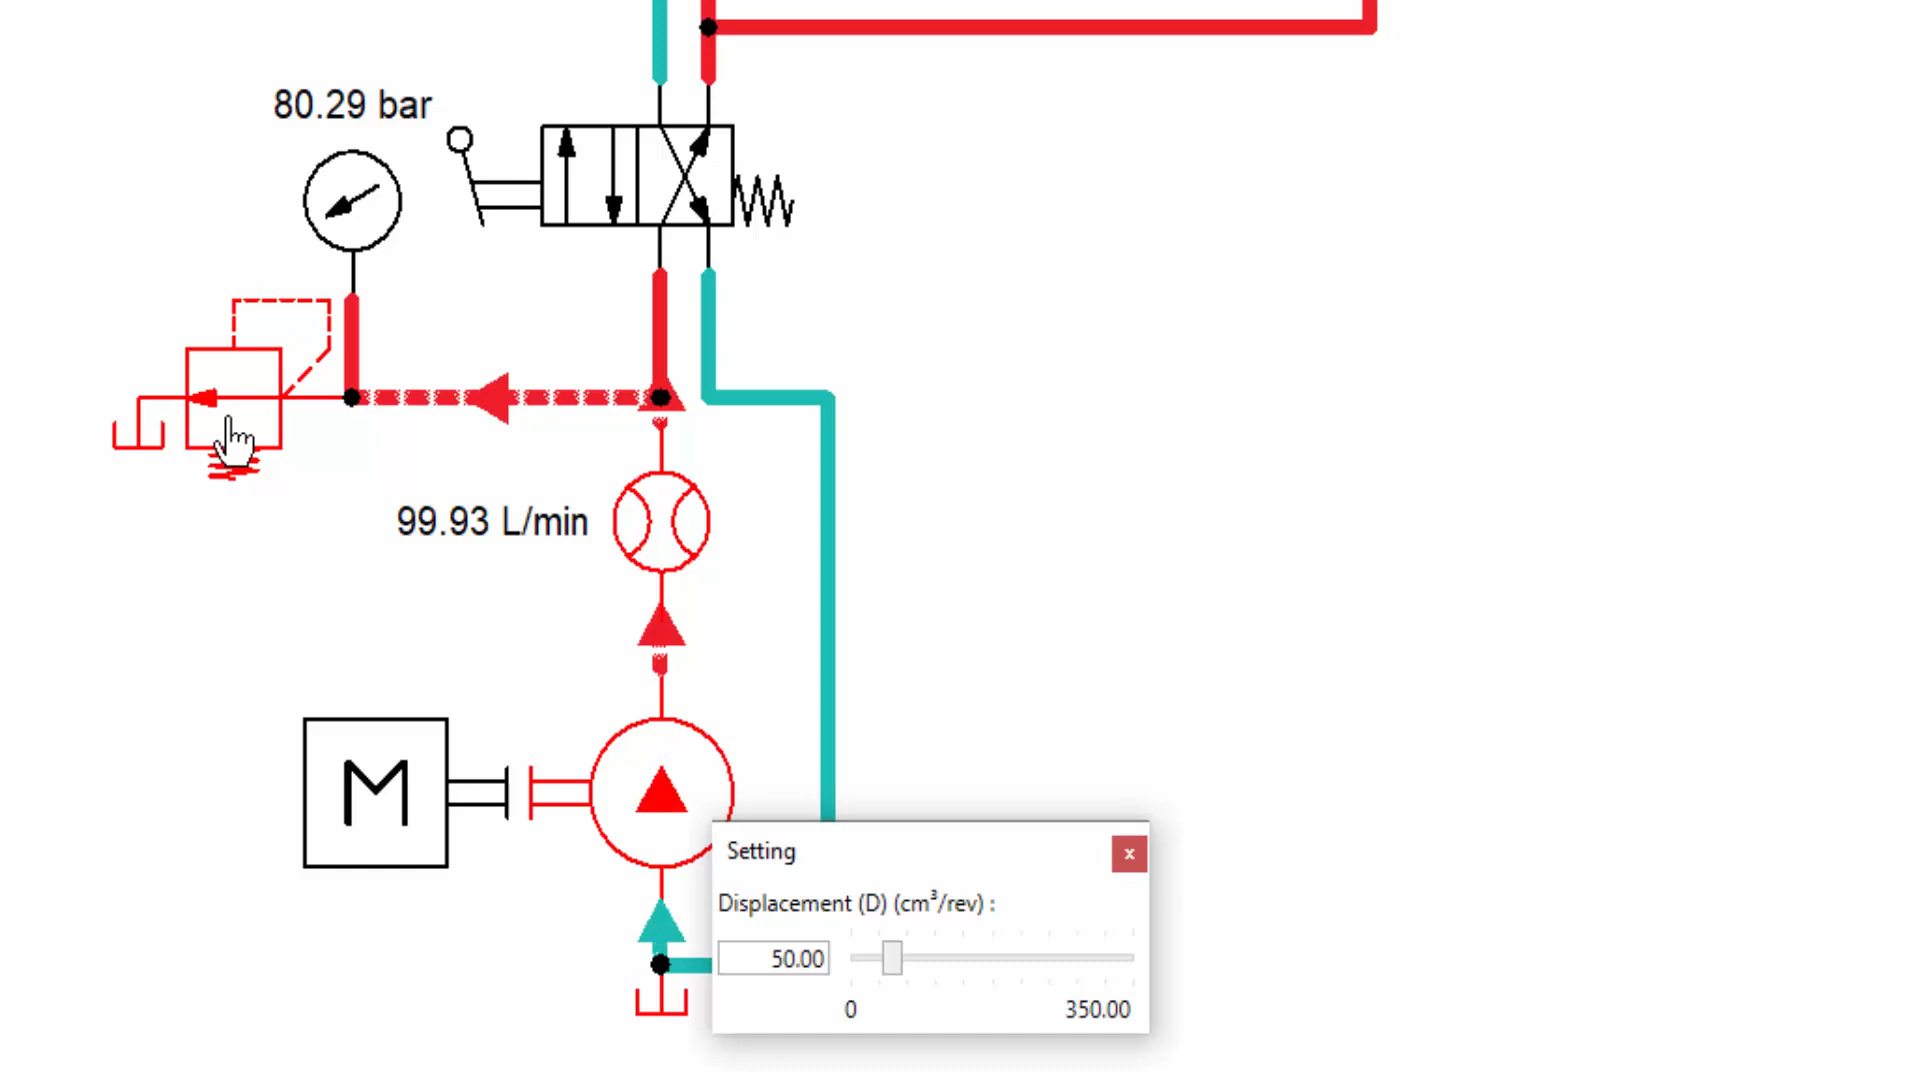 80.29 bar
99.93 L/min
M
Setting
x
Displacement (D) (cm³/rev) :
50.00
0
350.00